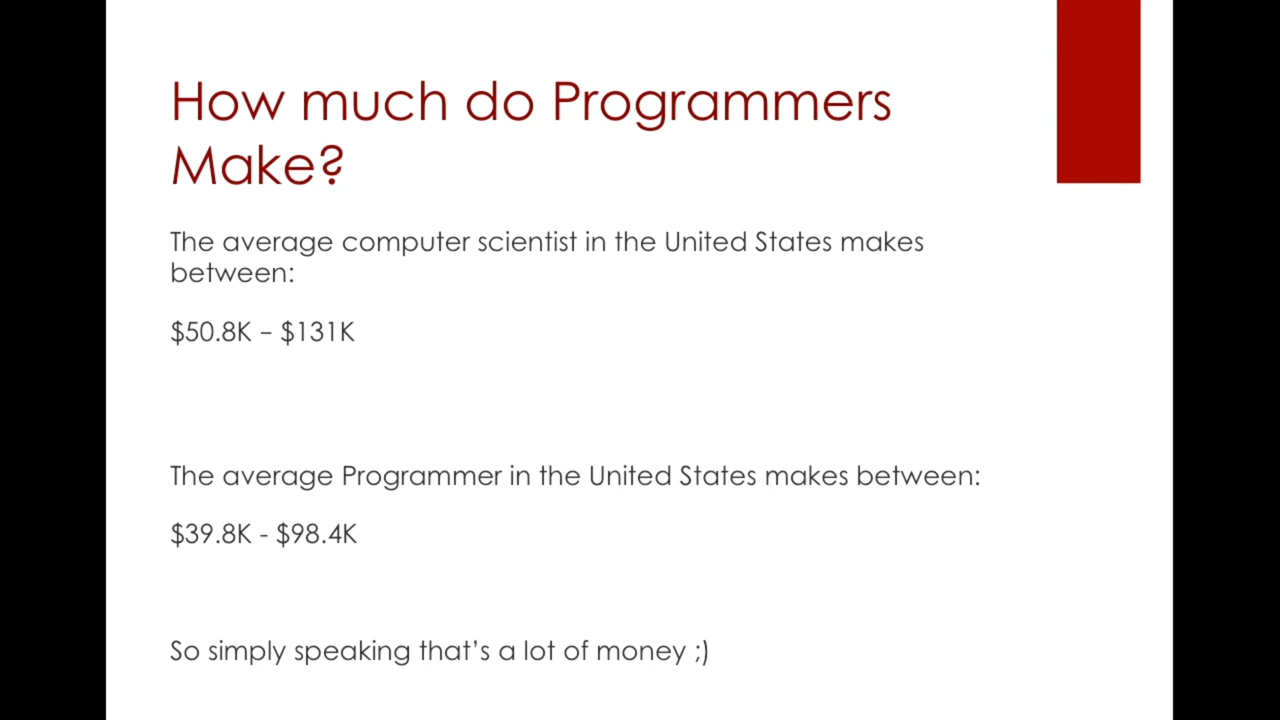 How much do Programmers
Make?
The average computer scientist in the United States makes
between:
$50.8K – $131K
The average Programmer in the United States makes between:
$39.8K - $98.4K
So simply speaking that's a lot of money ;)